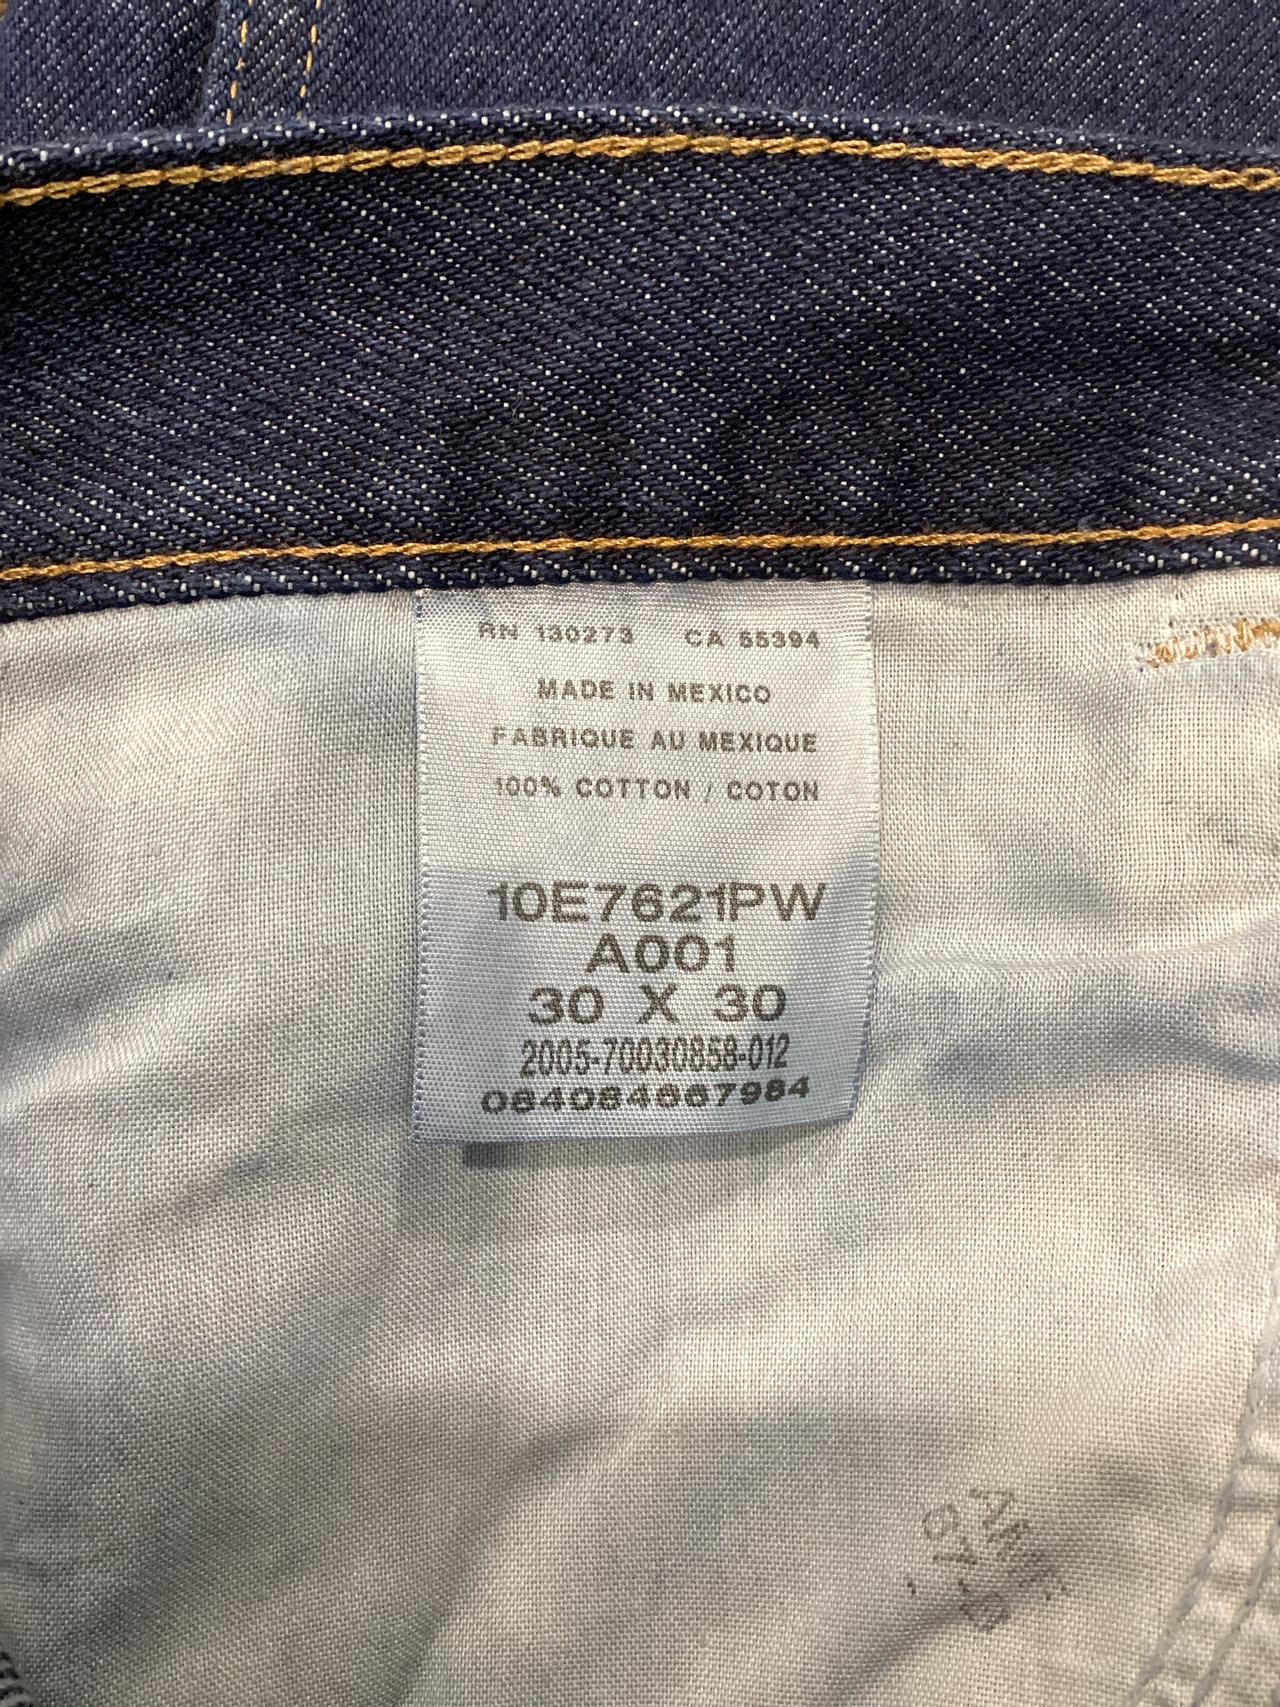 RN 130273 CA 55394
MADE IN MEXICO
FABRIQUE AU MEXIQUE
100% COTTON / COTON
10E7621PW
A001
30 X 30
2005-70030858-012
084084667984